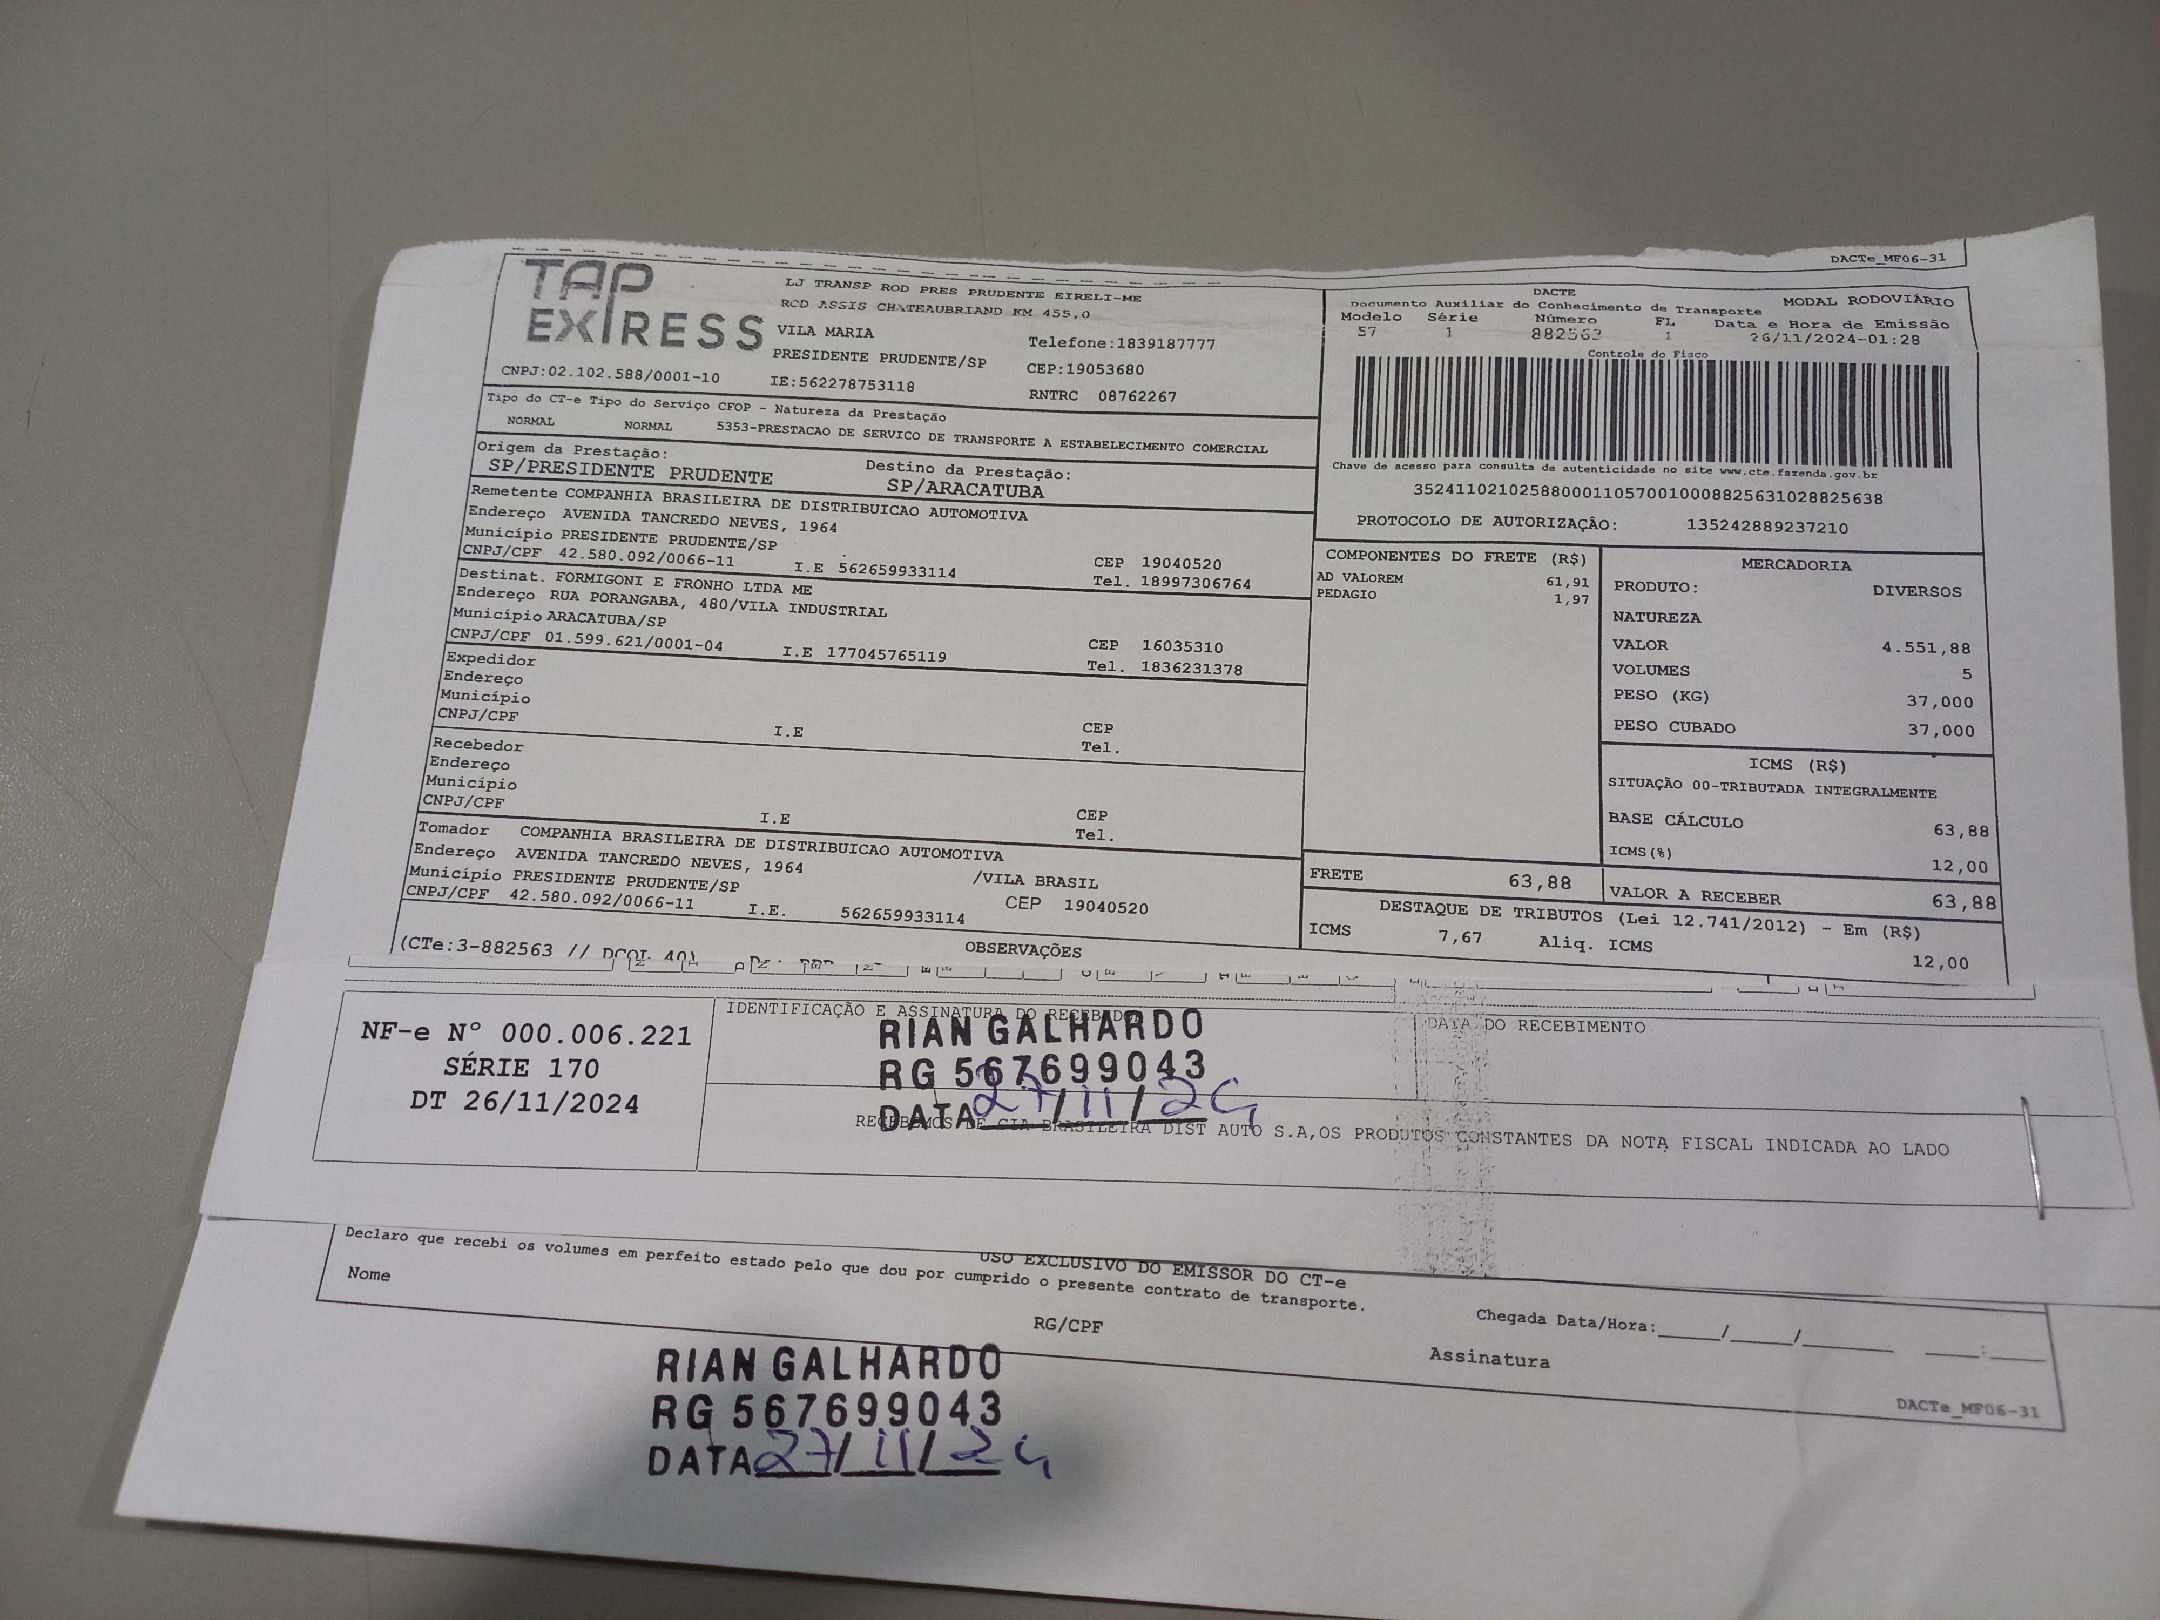 DACTe_MF06-31
TAP
EXPRESS
LJ TRANSP ROD PRES PRUDENTE EIRELI-ME
ROD ASSIS CHATEAUBRIAND KM 455,0
VILA MARIA
Telefone:1839187777
PRESIDENTE PRUDENTE/SP
CEP:19053680
CNPJ:02.102.588/0001-10
IE:562278753118
RNTRC 08762267
DACTE
Documento Auxiliar do Conhecimento de Transporte
MODAL RODOVIÁRIO
Modelo Série Número FL Data e Hora de Emissão
57 1 882563 1 26/11/2024-01:28
Controle do Fisco
Chave de acesso para consulta de autenticidade no site www.cte.fazenda.gov.br
35241102102588000110570010008825631028825638
PROTOCOLO DE AUTORIZAÇÃO: 135242889237210
Tipo do CT-e Tipo do Serviço CFOP - Natureza da Prestação
NORMAL NORMAL 5353-PRESTACAO DE SERVICO DE TRANSPORTE A ESTABELECIMENTO COMERCIAL
Origem da Prestação: Destino da Prestação:
SP/PRESIDENTE PRUDENTE SP/ARACATUBA
Remetente COMPANHIA BRASILEIRA DE DISTRIBUICAO AUTOMOTIVA
Endereço AVENIDA TANCREDO NEVES, 1964
Município PRESIDENTE PRUDENTE/SP CEP 19040520
CNPJ/CPF 42.580.092/0066-11 I.E 562659933114 Tel. 18997306764
Destinat. FORMIGONI E FRONHO LTDA ME
Endereço RUA PORANGABA, 480/VILA INDUSTRIAL
Município ARACATUBA/SP CEP 16035310
CNPJ/CPF 01.599.621/0001-04 I.E 177045765119 Tel. 1836231378
Expedidor
Endereço
Município CEP
CNPJ/CPF I.E Tel.
Recebedor
Endereço
Município CEP
CNPJ/CPF I.E Tel.
Tomador COMPANHIA BRASILEIRA DE DISTRIBUICAO AUTOMOTIVA
Endereço AVENIDA TANCREDO NEVES, 1964 /VILA BRASIL
Município PRESIDENTE PRUDENTE/SP CEP 19040520
CNPJ/CPF 42.580.092/0066-11 I.E. 562659933114
COMPONENTES DO FRETE (R$)
AD VALOREM 61,91
PEDAGIO 1,97
MERCADORIA
PRODUTO: DIVERSOS
NATUREZA
VALOR 4.551,88
VOLUMES 5
PESO (KG) 37,000
PESO CUBADO 37,000
ICMS (R$)
SITUAÇÃO 00-TRIBUTADA INTEGRALMENTE
BASE CÁLCULO 63,88
ICMS(%) 12,00
FRETE 63,88 VALOR A RECEBER 63,88
DESTAQUE DE TRIBUTOS (Lei 12.741/2012) - Em (R$)
ICMS 7,67 Aliq. ICMS 12,00
OBSERVAÇÕES
(CTe:3-882563 //
NF-e Nº 000.006.221
SÉRIE 170
DT 26/11/2024
IDENTIFICAÇÃO E ASSINATURA DO RECEBEDOR
DATA DO RECEBIMENTO
RIAN GALHARDO
RG 567699043
DATA 27/11/24
RECEBEMOS DE CIA BRASILEIRA DIST AUTO S.A,OS PRODUTOS CONSTANTES DA NOTA FISCAL INDICADA AO LADO
USO EXCLUSIVO DO EMISSOR DO CT-e
Declaro que recebi os volumes em perfeito estado pelo que dou por cumprido o presente contrato de transporte.
Nome RG/CPF Chegada Data/Hora:_____/_____/______ ____:____
Assinatura
DACTe_MF06-31
RIAN GALHARDO
RG 567699043
DATA 27/11/24